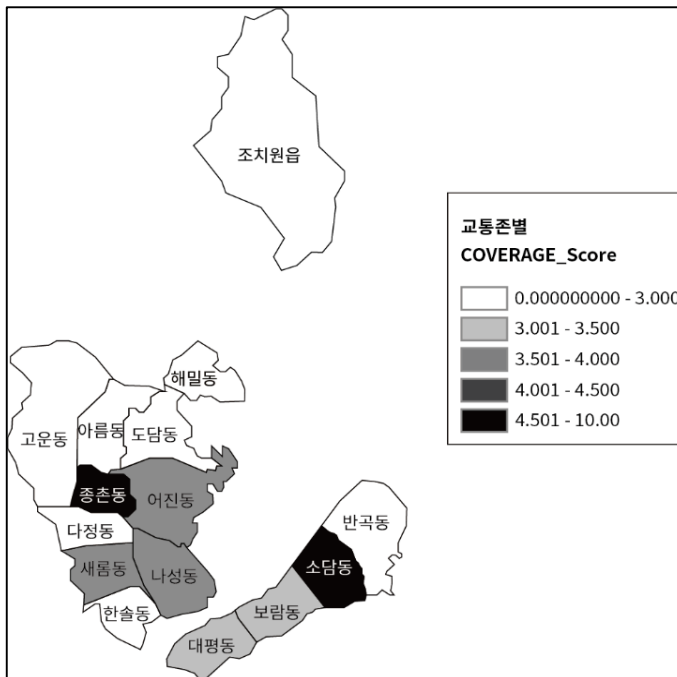 조치원읍
교통존별
COVERAGE_Score
0.000000000 - 3.000
3.001 - 3.500
3.501 - 4.000
4.001 - 4.500
4.501 - 10.00
해밀동
고운동
아름동
도담동
종촌동
어진동
다정동
반곡동
새롬동
나성동
소담동
한솔동
보람동
대평동